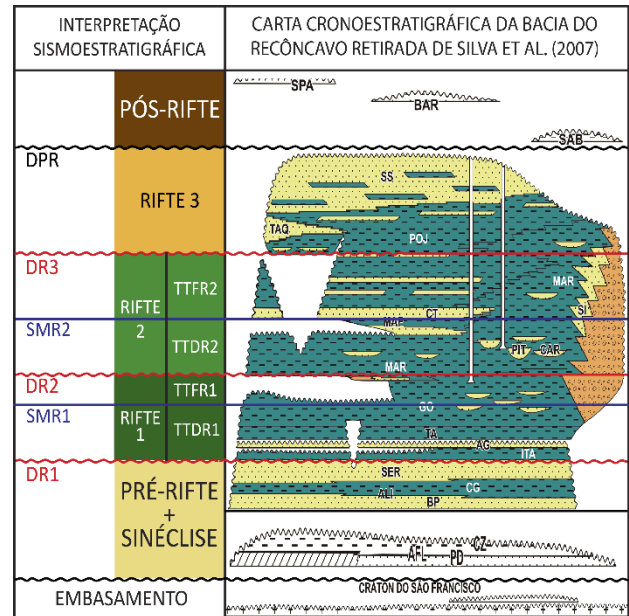 INTERPRETAÇÃO
SISMOESTRATIGRÁFICA
CARTA CRONOESTRATIGRÁFICA DA BACIA DO
RECÔNCAVO RETIRADA DE SILVA ET AL. (2007)
SPA
PÓS-RIFTE
BAR
SAB
DPR
SS
RIFTE 3
TAQ
POJ
DR3
MAR
TTFR2
SI
RIFTE
2
CT
SMR2
MAF
TTDR2
PIT
CAR
MAR
DR2
TTFR1
GO
SMR1
RIFTE
1
TTDR1
TA
AG
ITA
DR1
SER
PRÉ-RIFTE
+
SINÉCLISE
ALI
CG
BP
CZ
AFL
PD
EMBASAMENTO
CRATON DO SÃO FRANCISCO